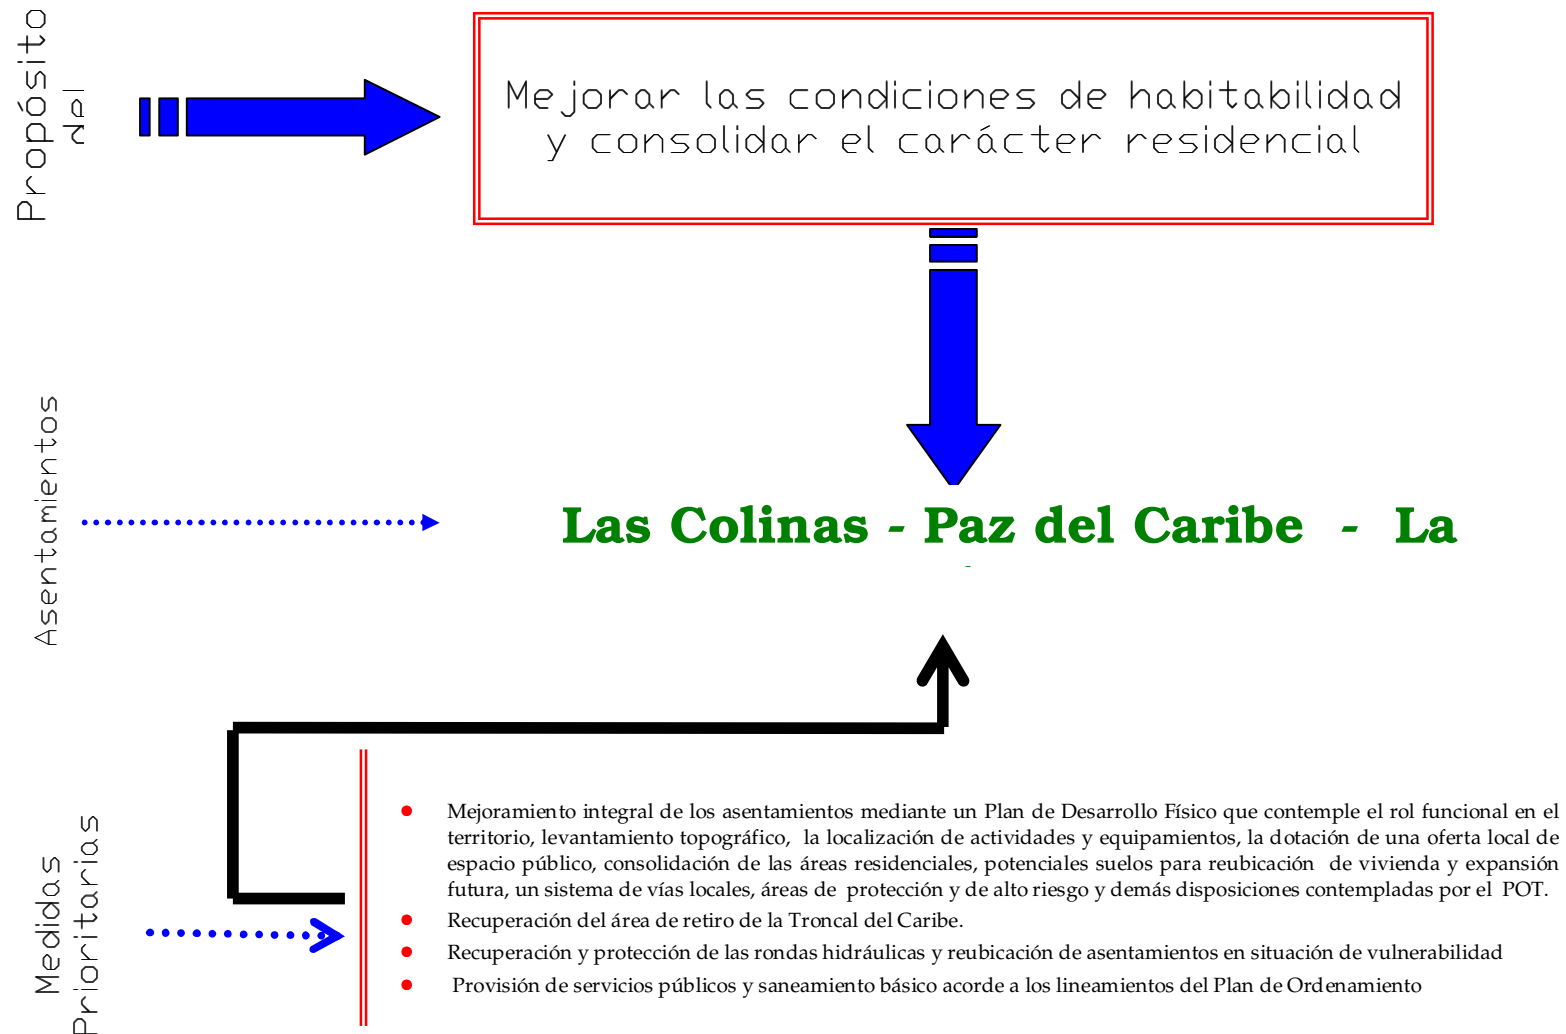 Propósito
del
Mejorar las condiciones de habitabilidad
y consolidar el carácter residencial
Asentamientos
Las Colinas - Paz del Caribe - La
Medidas
Prioritarias
• Mejoramiento integral de los asentamientos mediante un Plan de Desarrollo Físico que contemple el rol funcional en el
territorio, levantamiento topográfico, la localización de actividades y equipamientos, la dotación de una oferta local de
espacio público, consolidación de las áreas residenciales, potenciales suelos para reubicación de vivienda y expansión
futura, un sistema de vías locales, áreas de protección y de alto riesgo y demás disposiciones contempladas por el POT.
• Recuperación del área de retiro de la Troncal del Caribe.
• Recuperación y protección de las rondas hidráulicas y reubicación de asentamientos en situación de vulnerabilidad
• Provisión de servicios públicos y saneamiento básico acorde a los lineamientos del Plan de Ordenamiento